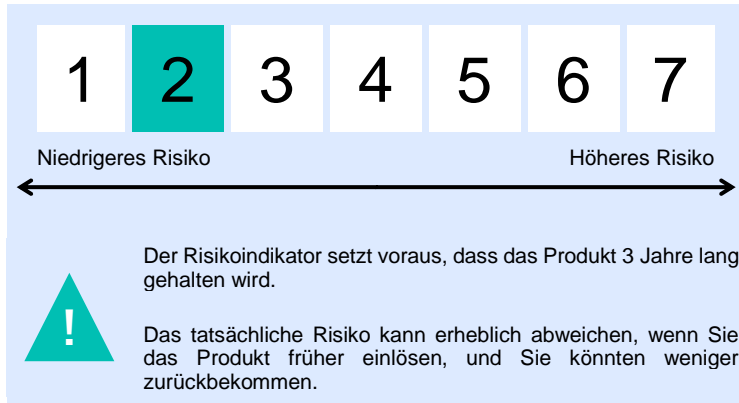 1 2 3 4 5 6 7
Niedrigeres Risiko Höheres Risiko
Der Risikoindikator setzt voraus, dass das Produkt 3 Jahre lang
gehalten wird.
!
Das tatsächliche Risiko kann erheblich abweichen, wenn Sie
das Produkt früher einlösen, und Sie könnten weniger
zurückbekommen.